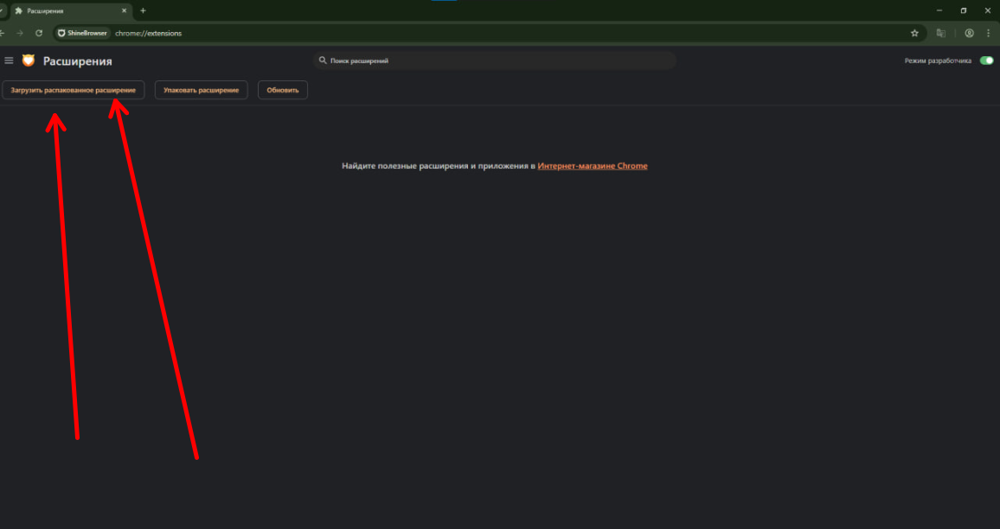 Расширения
ShineBrowser chrome://extensions
Расширения
Поиск расширений
Режим разработчика
Загрузить распакованное расширение
Упаковать расширение
Обновить
Найдите полезные расширения и приложения в Интернет-магазине Chrome